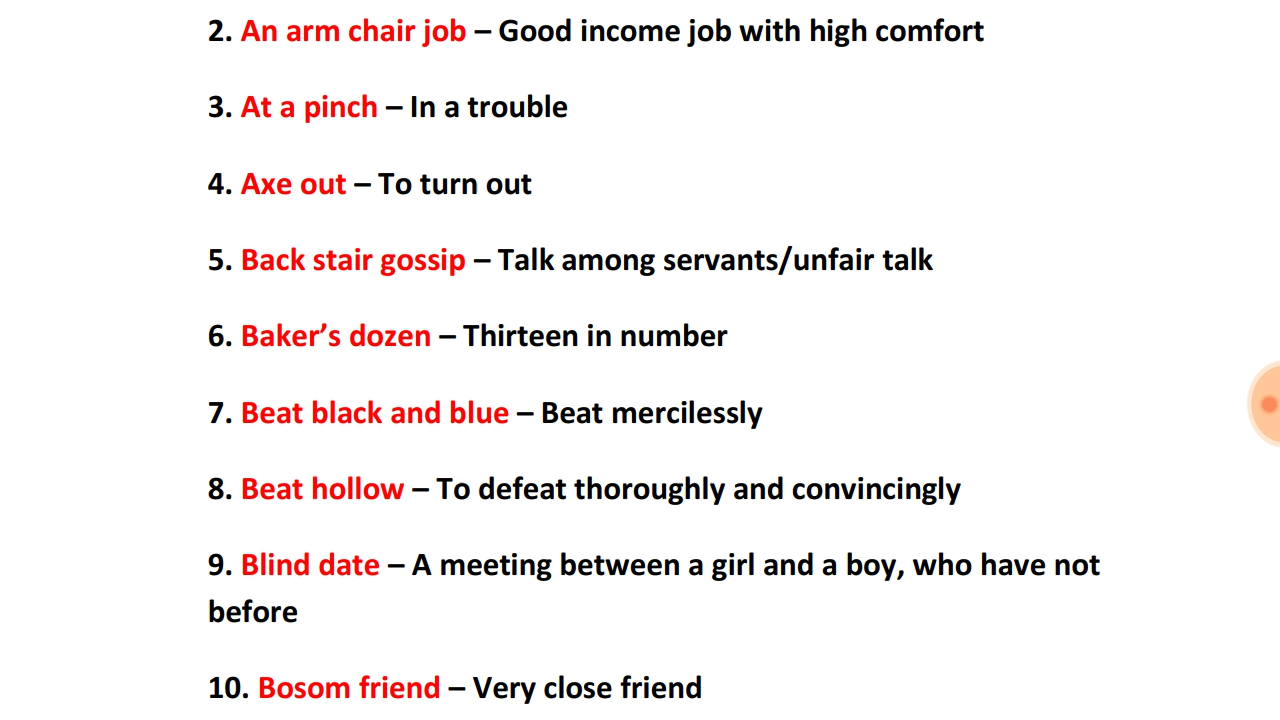 2. An arm chair job – Good income job with high comfort
3. At a pinch – In a trouble
4. Axe out – To turn out
5. Back stair gossip – Talk among servants/unfair talk
6. Baker’s dozen – Thirteen in number
7. Beat black and blue – Beat mercilessly
8. Beat hollow – To defeat thoroughly and convincingly
9. Blind date – A meeting between a girl and a boy, who have not
before
10. Bosom friend – Very close friend